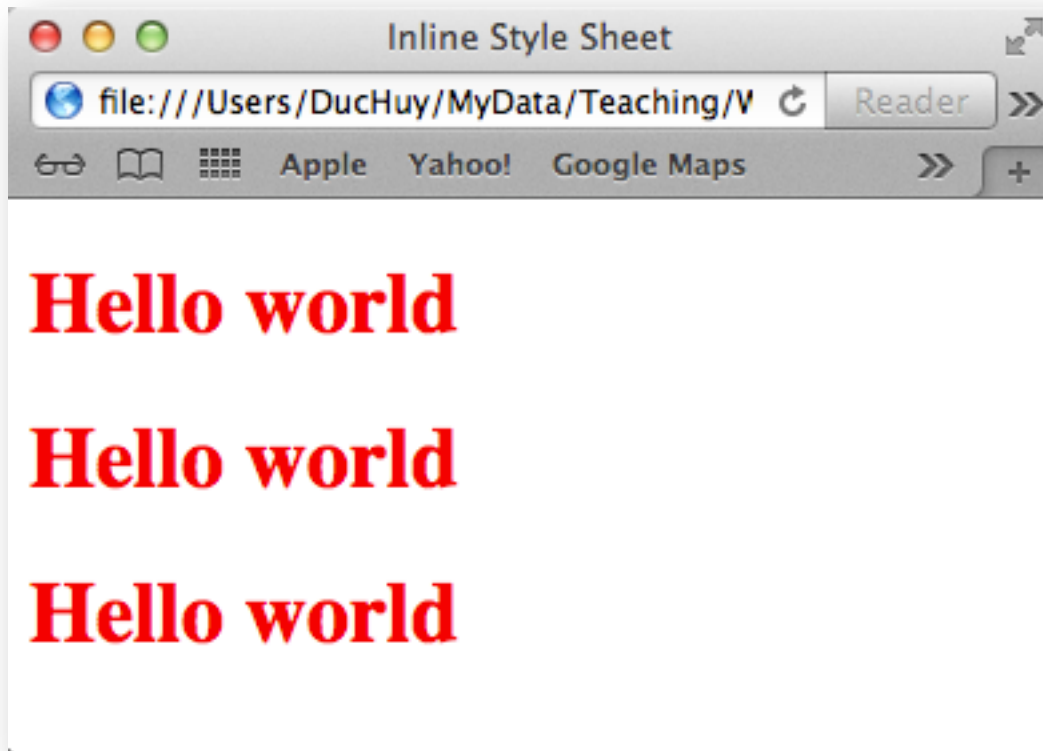 Inline Style Sheet
file:///Users/DucHuy/MyData/Teaching/W Reader
Apple Yahoo! Google Maps
Hello world
Hello world
Hello world